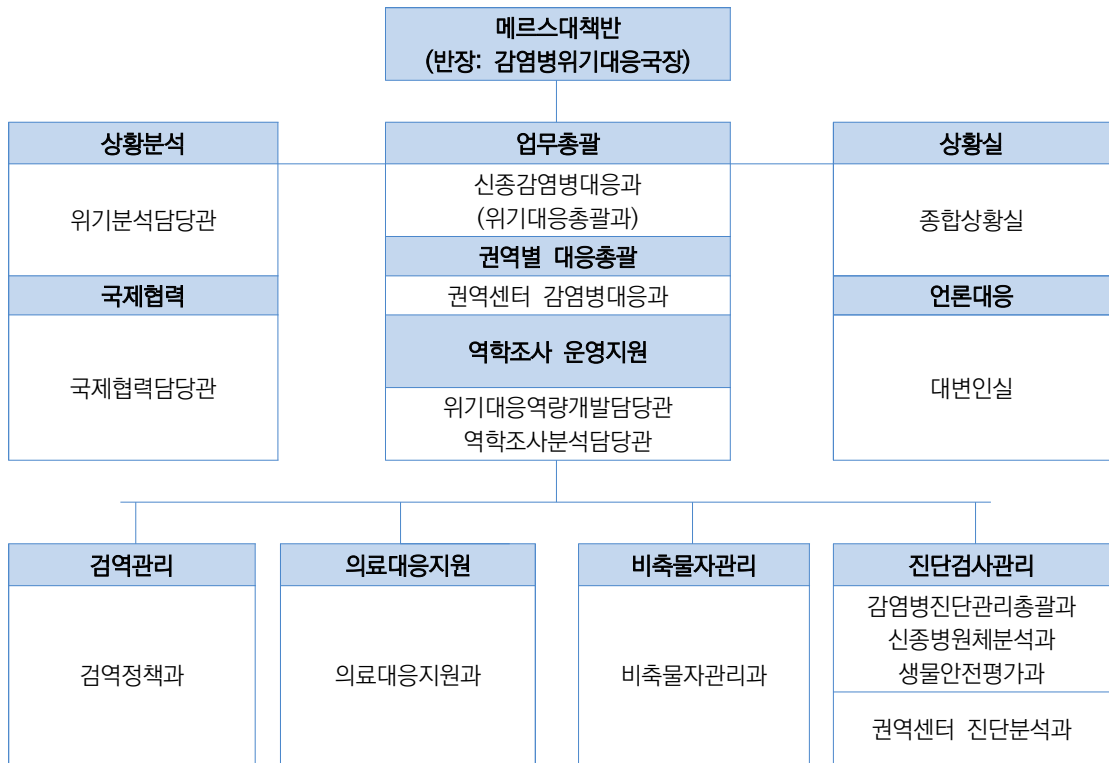 메르스대책반
(반장: 감염병위기대응국장)
상황분석
위기분석담당관
국제협력
국제협력담당관
업무총괄
신종감염병대응과
(위기대응총괄과)
권역별 대응총괄
권역센터 감염병대응과
역학조사 운영지원
위기대응역량개발담당관
역학조사분석담당관
상황실
종합상황실
언론대응
대변인실
검역관리
검역정책과
의료대응지원
의료대응지원과
비축물자관리
비축물자관리과
진단검사관리
감염병진단관리총괄과
신종병원체분석과
생물안전평가과
권역센터 진단분석과